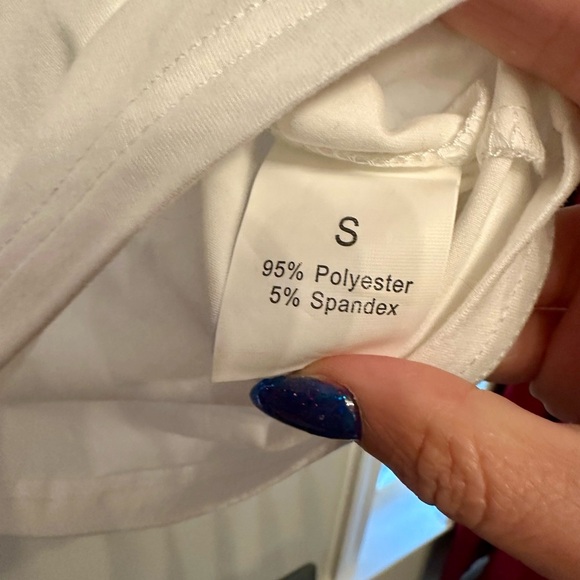 S
95% Polyester
5% Spandex